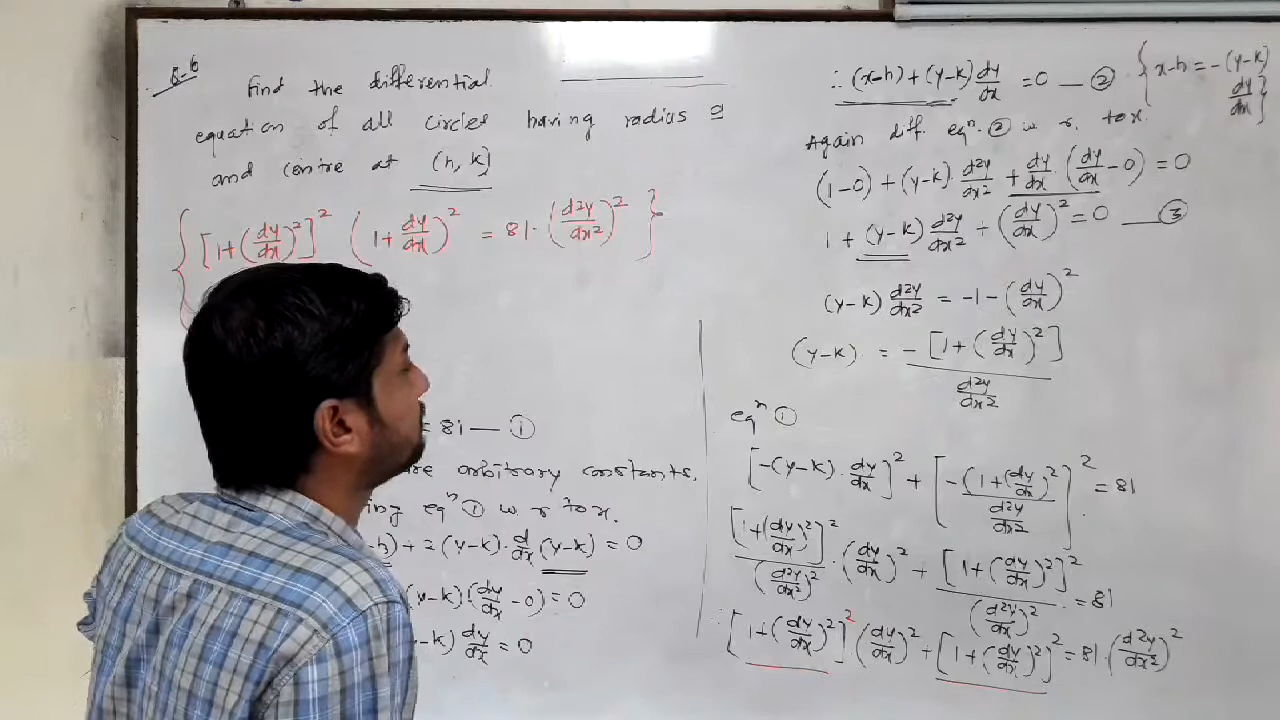 Q-6
Find the differential
equation of all circles having radius 9
and centre at (h, k)
{ [1+(dy/dx)²]² (1+dy/dx)² = 81·(d²y/dx²)² }
= 81 — ①
are arbitrary constants.
eqⁿ ① w r to x.
+ 2(y-k)·d/dx (y-k) = 0
(y-k)(dy/dx - 0) = 0
k) dy/dx = 0
∴ (x-h) + (y-k) dy/dx = 0 — ② { x-h = -(y-k) dy/dx }
Again diff. eqⁿ. ② w r. to x.
(1-0) + (y-k)·d²y/dx² + dy/dx·(dy/dx - 0) = 0
1 + (y-k) d²y/dx² + (dy/dx)² = 0 — ③
(y-k) d²y/dx² = -1-(dy/dx)²
(y-k) = -[1+(dy/dx)²] / d²y/dx²
eqⁿ ①
[-(y-k)·dy/dx]² + [-(1+(dy/dx)²) / d²y/dx²]² = 81
[1+(dy/dx)²]² / (d²y/dx²)² · (dy/dx)² + [1+(dy/dx)²]² / (d²y/dx²)² = 81
∴ [1+(dy/dx)²]² (dy/dx)² + [1+(dy/dx)²]² = 81·(d²y/dx²)²